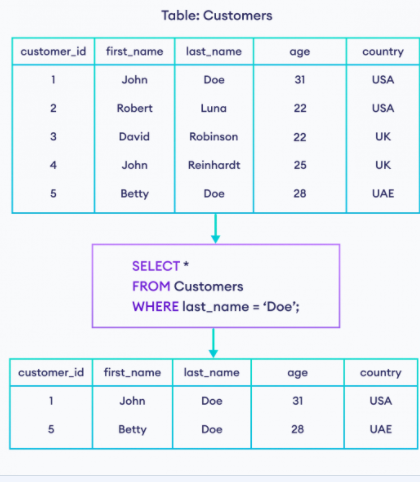 Table: Customers
customer_id first_name last_name age country
1 John Doe 31 USA
2 Robert Luna 22 USA
3 David Robinson 22 UK
4 John Reinhardt 25 UK
5 Betty Doe 28 UAE
SELECT *
FROM Customers
WHERE last_name = ‘Doe’;
customer_id first_name last_name age country
1 John Doe 31 USA
5 Betty Doe 28 UAE